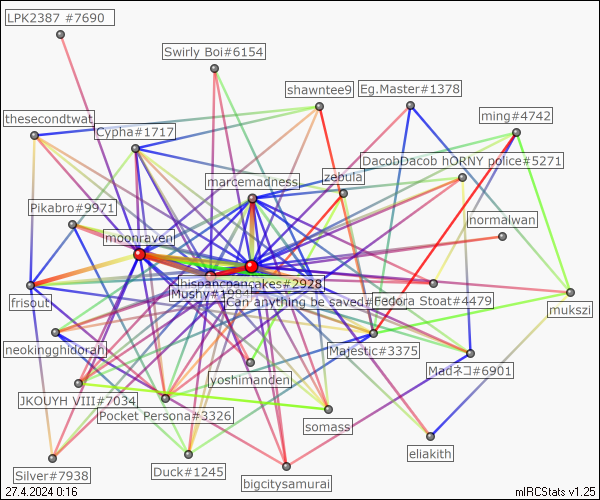 LPK2387 #7690
Swirly Boi#6154
shawntee9
Eg.Master#1378
thesecondtwat
Cypha#1717
ming#4742
DacobDacob hORNY police#5271
zebula
marcemadness
Pikabro#9971
normalwan
moonraven
hispanicpancakes#2928
Mushy#1994
Can anything be saved#
Fedora Stoat#4479
frisout
mukszi
neokingghidorah
Majestic#3375
Madネコ#6901
yoshimanden
JKOUYH VIII#7034
Pocket Persona#3326
somass
eliakith
Silver#7938
Duck#1245
bigcitysamurai
27.4.2024 0:16
mIRCStats v1.25